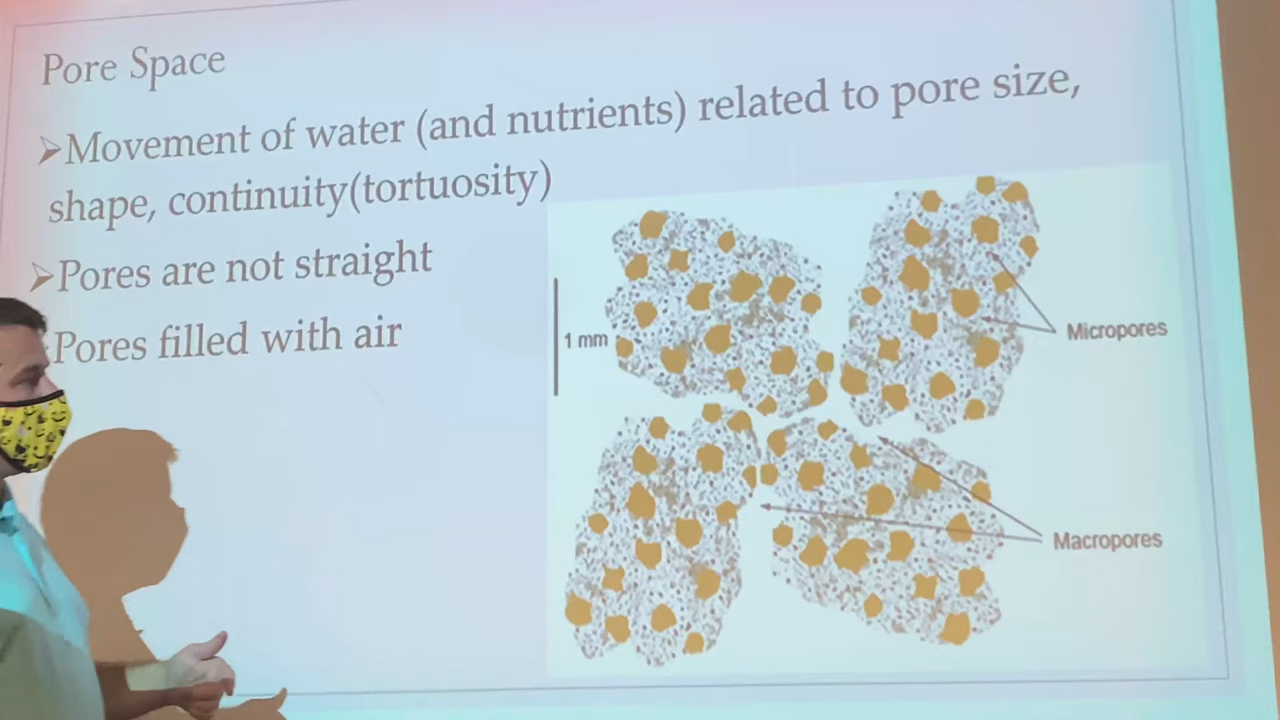 Pore Space
➢Movement of water (and nutrients) related to pore size,
shape, continuity(tortuosity)
➢Pores are not straight
Pores filled with air
1 mm
Micropores
Macropores